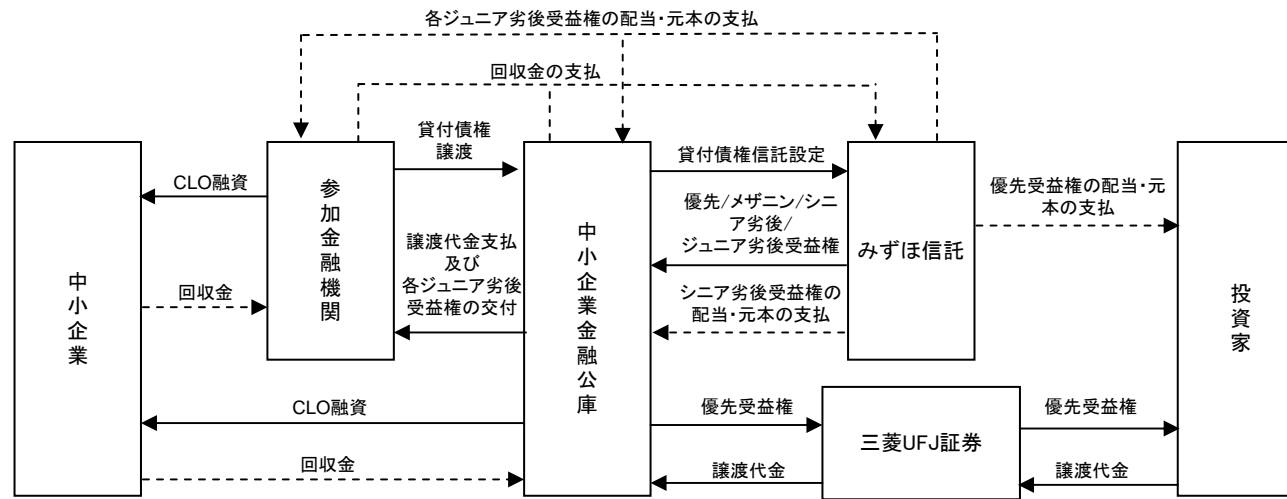 各ジュニア劣後受益権の配当・元本の支払
回収金の支払
中小企業
CLO融資
回収金
参加金融機関
貸付債権
譲渡
譲渡代金支払
及び
各ジュニア劣後
受益権の交付
中小企業金融公庫
貸付債権信託設定
優先/メザニン/シニ
ア劣後/
ジュニア劣後受益権
シニア劣後受益権の
配当・元本の支払
みずほ信託
優先受益権の配当・元
本の支払
投資家
CLO融資
回収金
優先受益権
譲渡代金
三菱UFJ証券
優先受益権
譲渡代金